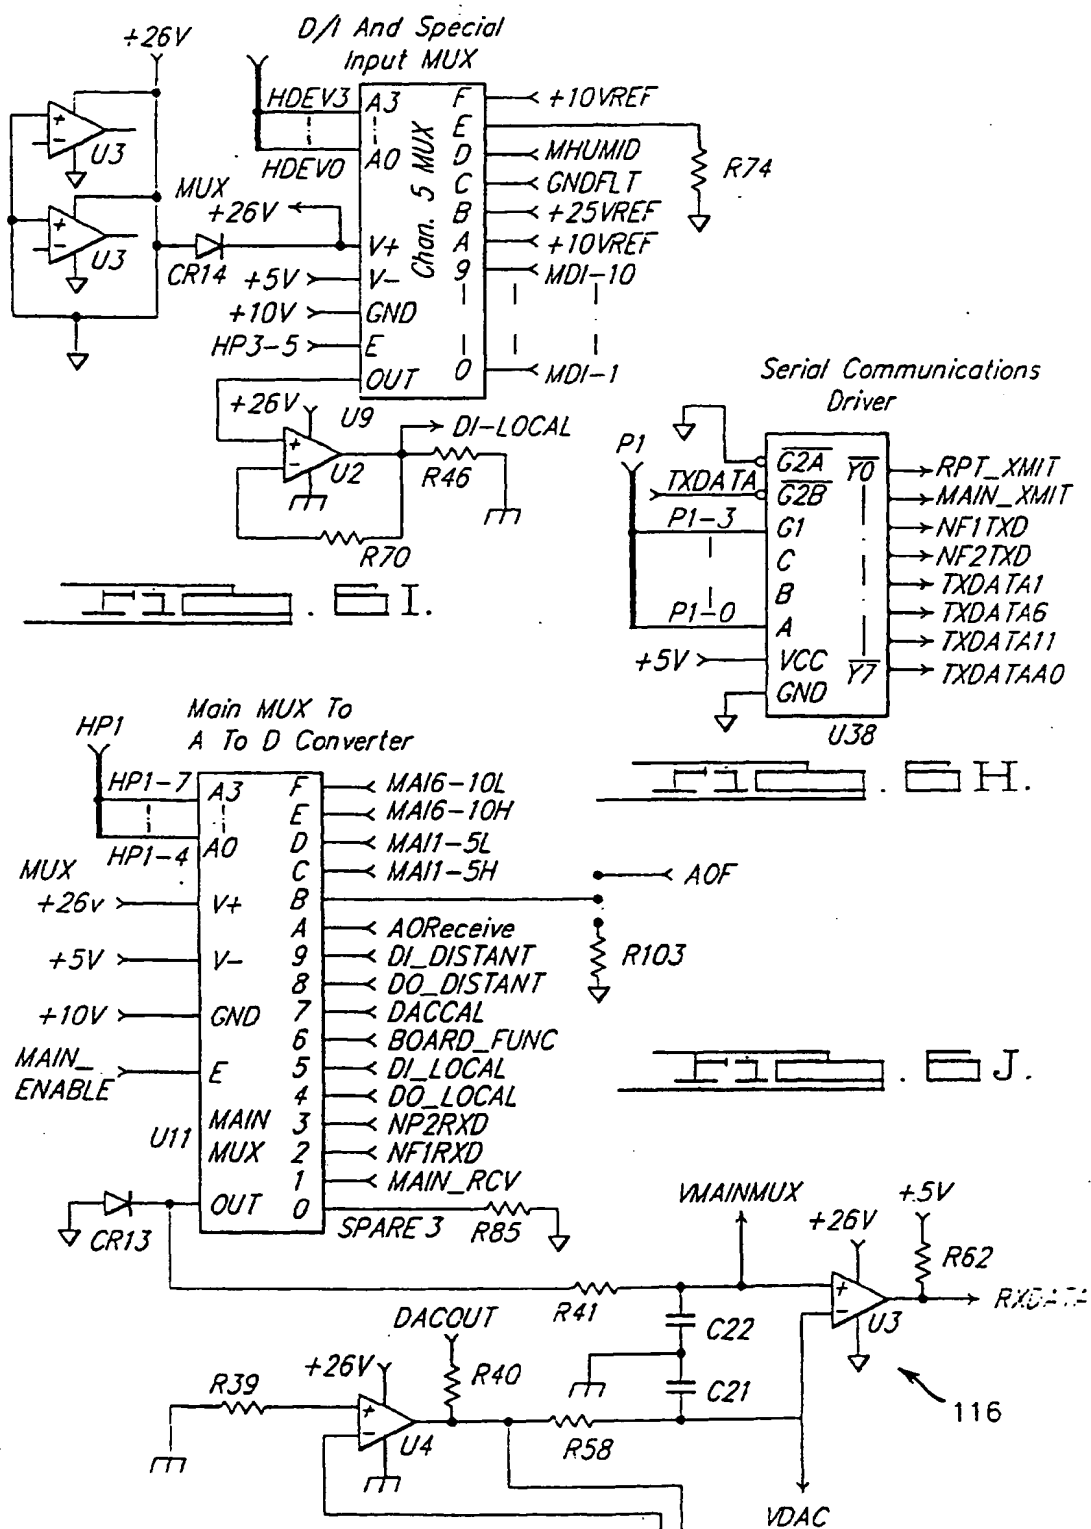 +26V
D/I And Special
Input MUX
HDEV3
HDEV0
A3
A0
Chan. 5 MUX
F
E
D
C
B
A
9
0
+10VREF
MHUMID
GNDFLT
+25VREF
+10VREF
MDI-10
MDI-1
R74
+
-
U3
+
-
U3
MUX
+26V
CR14
V+
+5V
V-
+10V
GND
HP3-5
E
OUT
U9
+26V
+
-
U2
DI-LOCAL
R46
R70
I.
Serial Communications
Driver
P1
TXDATA
P1-3
P1-0
+5V
G2A
G2B
G1
C
B
A
VCC
GND
Y0
Y7
RPT_XMIT
MAIN_XMIT
NF1TXD
NF2TXD
TXDATA1
TXDATA6
TXDATA11
TXDATAA0
U38
H.
Main MUX To
A To D Converter
HP1
HP1-7
HP1-4
MUX
+26v
+5V
+10V
MAIN_
ENABLE
A3
A0
V+
V-
GND
E
MAIN
MUX
OUT
U11
F
E
D
C
B
A
9
8
7
6
5
4
3
2
1
0
MAI6-10L
MAI6-10H
MAI1-5L
MAI1-5H
AOF
AOReceive
DI_DISTANT
DO_DISTANT
DACCAL
BOARD_FUNC
DI_LOCAL
DO_LOCAL
NP2RXD
NF1RXD
MAIN_RCV
SPARE 3
R85
R103
J.
CR13
VMAINMUX
+5V
+26V
R62
R41
+
-
U3
RXDATA
C22
C21
DACOUT
R40
R39
+26V
+
-
U4
R58
116
VDAC